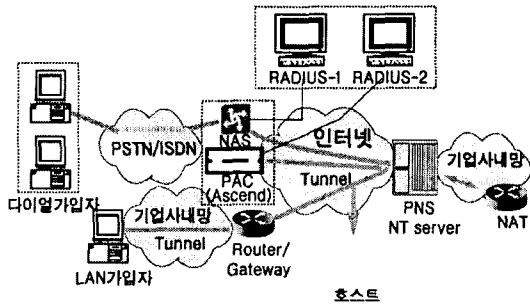 RADIUS-1 RADIUS-2
NAS
인터넷
PSTN/ISDN
PAC
(Ascend)
Tunnel
기업사내망
다이얼가입자
기업사내망
Tunnel
PNS
NT server
NAT
Router/
Gateway
LAN가입자
호스트